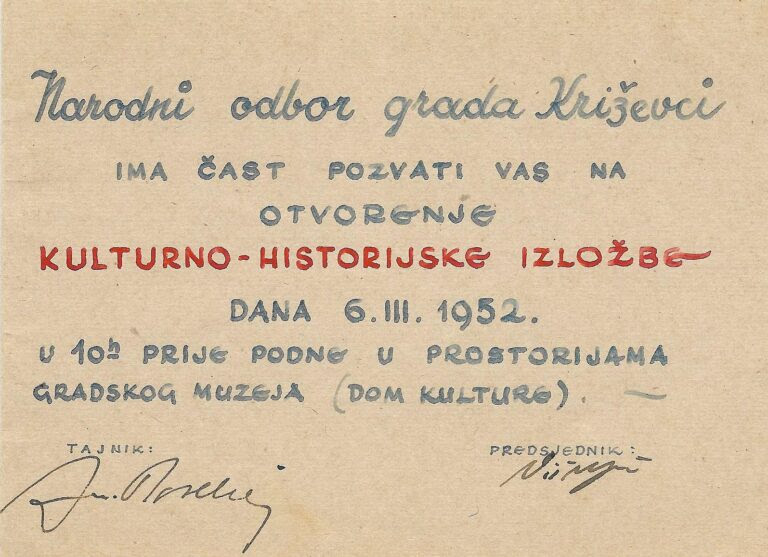 Narodni odbor grada Križevci
IMA ČAST POZVATI VAS NA
OTVORENJE
KULTURNO-HISTORIJSKE IZLOŽBE
DANA 6.III.1952.
U 10h PRIJE PODNE U PROSTORIJAMA
GRADSKOG MUZEJA (DOM KULTURE). —
TAJNIK: PREDSJEDNIK: